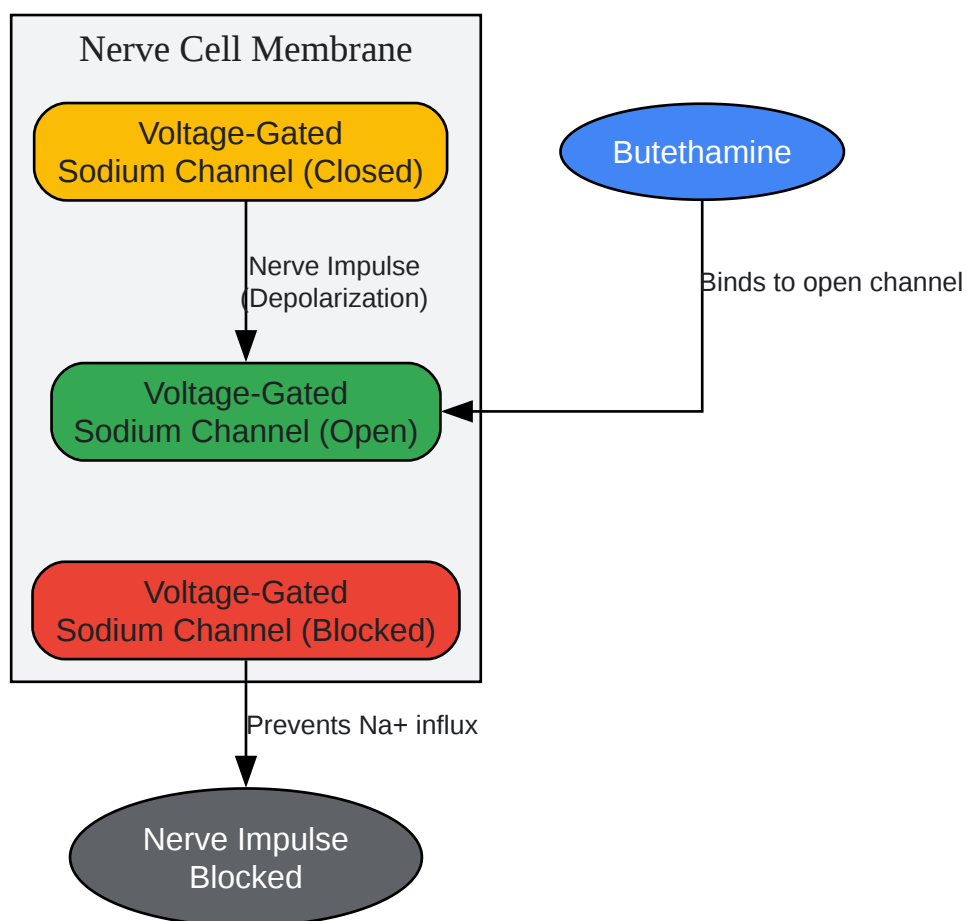 Nerve Cell Membrane
Voltage-Gated
Sodium Channel (Closed)
Butethamine
Nerve Impulse
(Depolarization)
Binds to open channel
Voltage-Gated
Sodium Channel (Open)
Voltage-Gated
Sodium Channel (Blocked)
Prevents Na+ influx
Nerve Impulse
Blocked